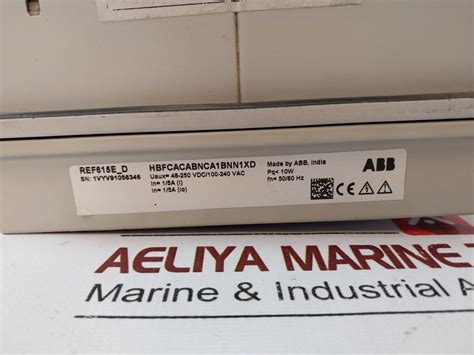 REF615E_D
SN: 1VYV91056346
HBFCACABNCA1BNN1XD
Uaux= 48-250 VDC/100-240 VAC
In= 1/5A (I)
In= 1/5A (Io)
Made by ABB, India
Pq< 10W
fn= 50/60 Hz
ABB
AELIYA MARINE
Marine & Industrial A